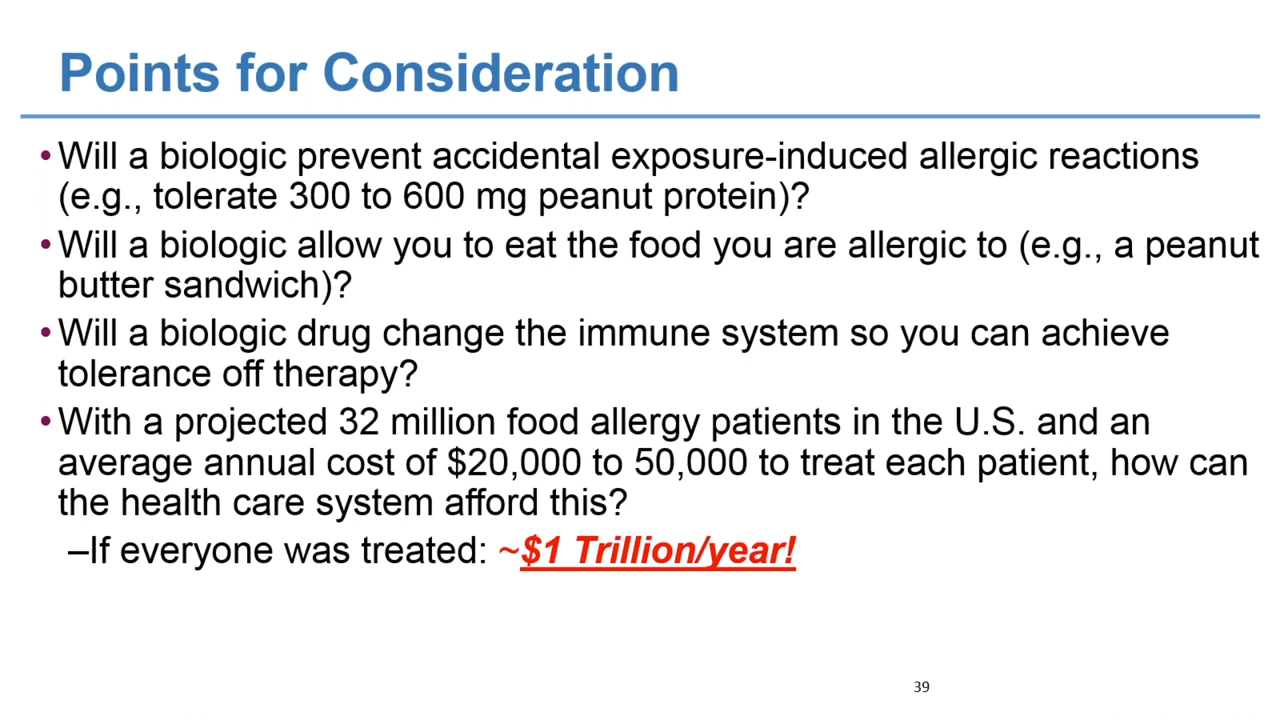 Points for Consideration
• Will a biologic prevent accidental exposure-induced allergic reactions
(e.g., tolerate 300 to 600 mg peanut protein)?
• Will a biologic allow you to eat the food you are allergic to (e.g., a peanut
butter sandwich)?
• Will a biologic drug change the immune system so you can achieve
tolerance off therapy?
• With a projected 32 million food allergy patients in the U.S. and an
average annual cost of $20,000 to 50,000 to treat each patient, how can
the health care system afford this?
–If everyone was treated: ~$1 Trillion/year!
39